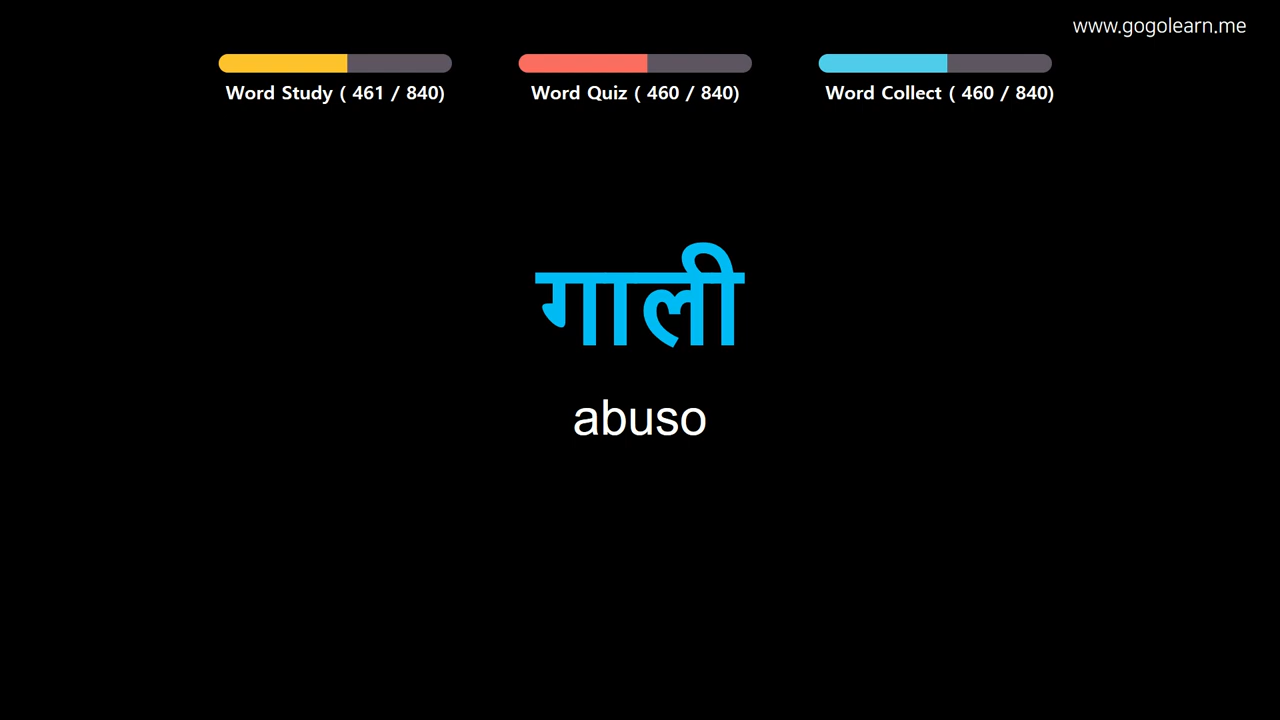 www.gogolearn.me
Word Study ( 461 / 840)
Word Quiz ( 460 / 840)
Word Collect ( 460 / 840)
गाली
abuso